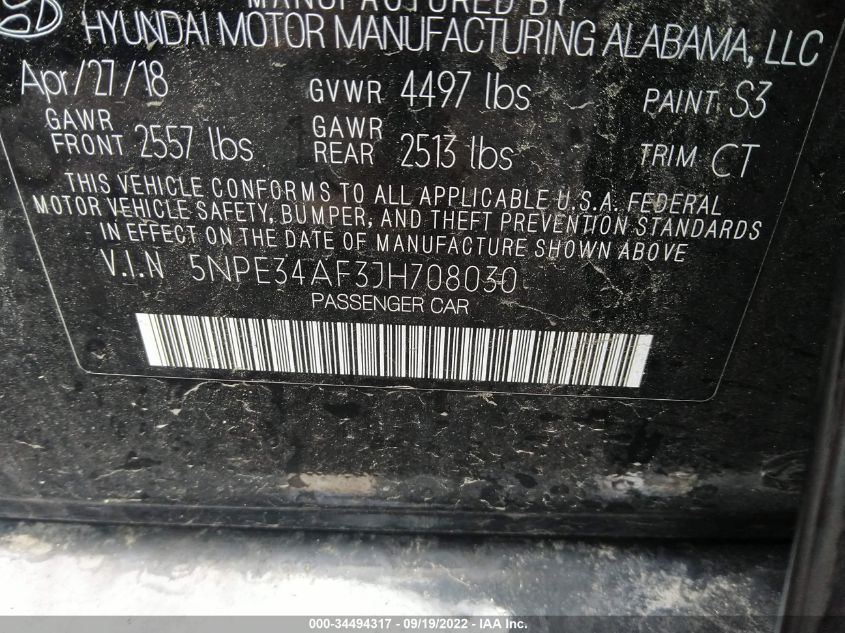 MANUFACTURED BY
HYUNDAI MOTOR MANUFACTURING ALABAMA, LLC
Apr/27/18 GVWR 4497 lbs PAINT S3
GAWR FRONT 2557 lbs GAWR REAR 2513 lbs TRIM CT
THIS VEHICLE CONFORMS TO ALL APPLICABLE U.S.A. FEDERAL
MOTOR VEHICLE SAFETY, BUMPER, AND THEFT PREVENTION STANDARDS
IN EFFECT ON THE DATE OF MANUFACTURE SHOWN ABOVE.
V.I.N 5NPE34AF3JH708030
PASSENGER CAR
000-34494317 - 09/19/2022 - IAA Inc.